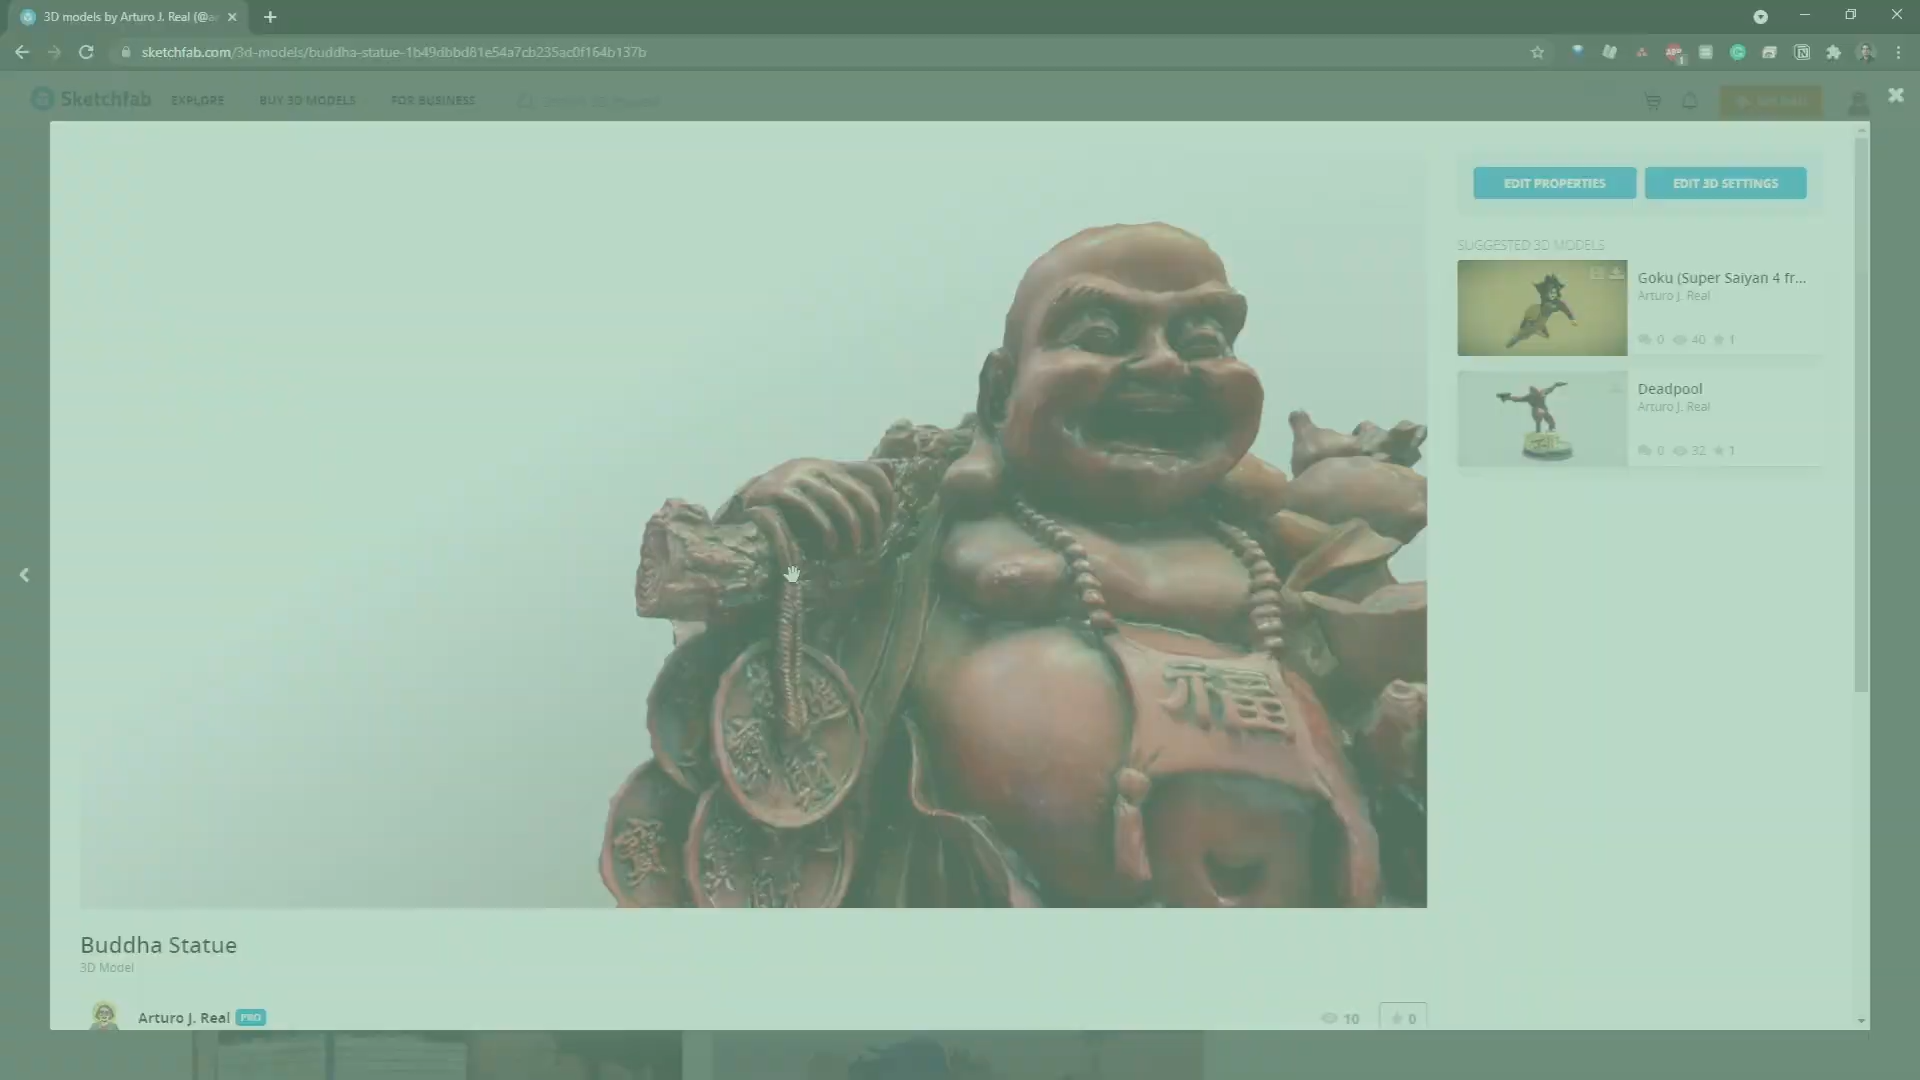 3D models by Arturo J. Real (@a
sketchfab.com/3d-models/buddha-statue-1b49dbbd81e54a7cb235ac0f164b137b
Sketchfab
EXPLORE
BUY 3D MODELS
FOR BUSINESS
EDIT PROPERTIES
EDIT 3D SETTINGS
SUGGESTED 3D MODELS
Goku (Super Saiyan 4 fr...
Arturo J. Real
0 40 1
Deadpool
Arturo J. Real
0 32 1
福
寶
Buddha Statue
3D Model
Arturo J. Real PRO
10 0